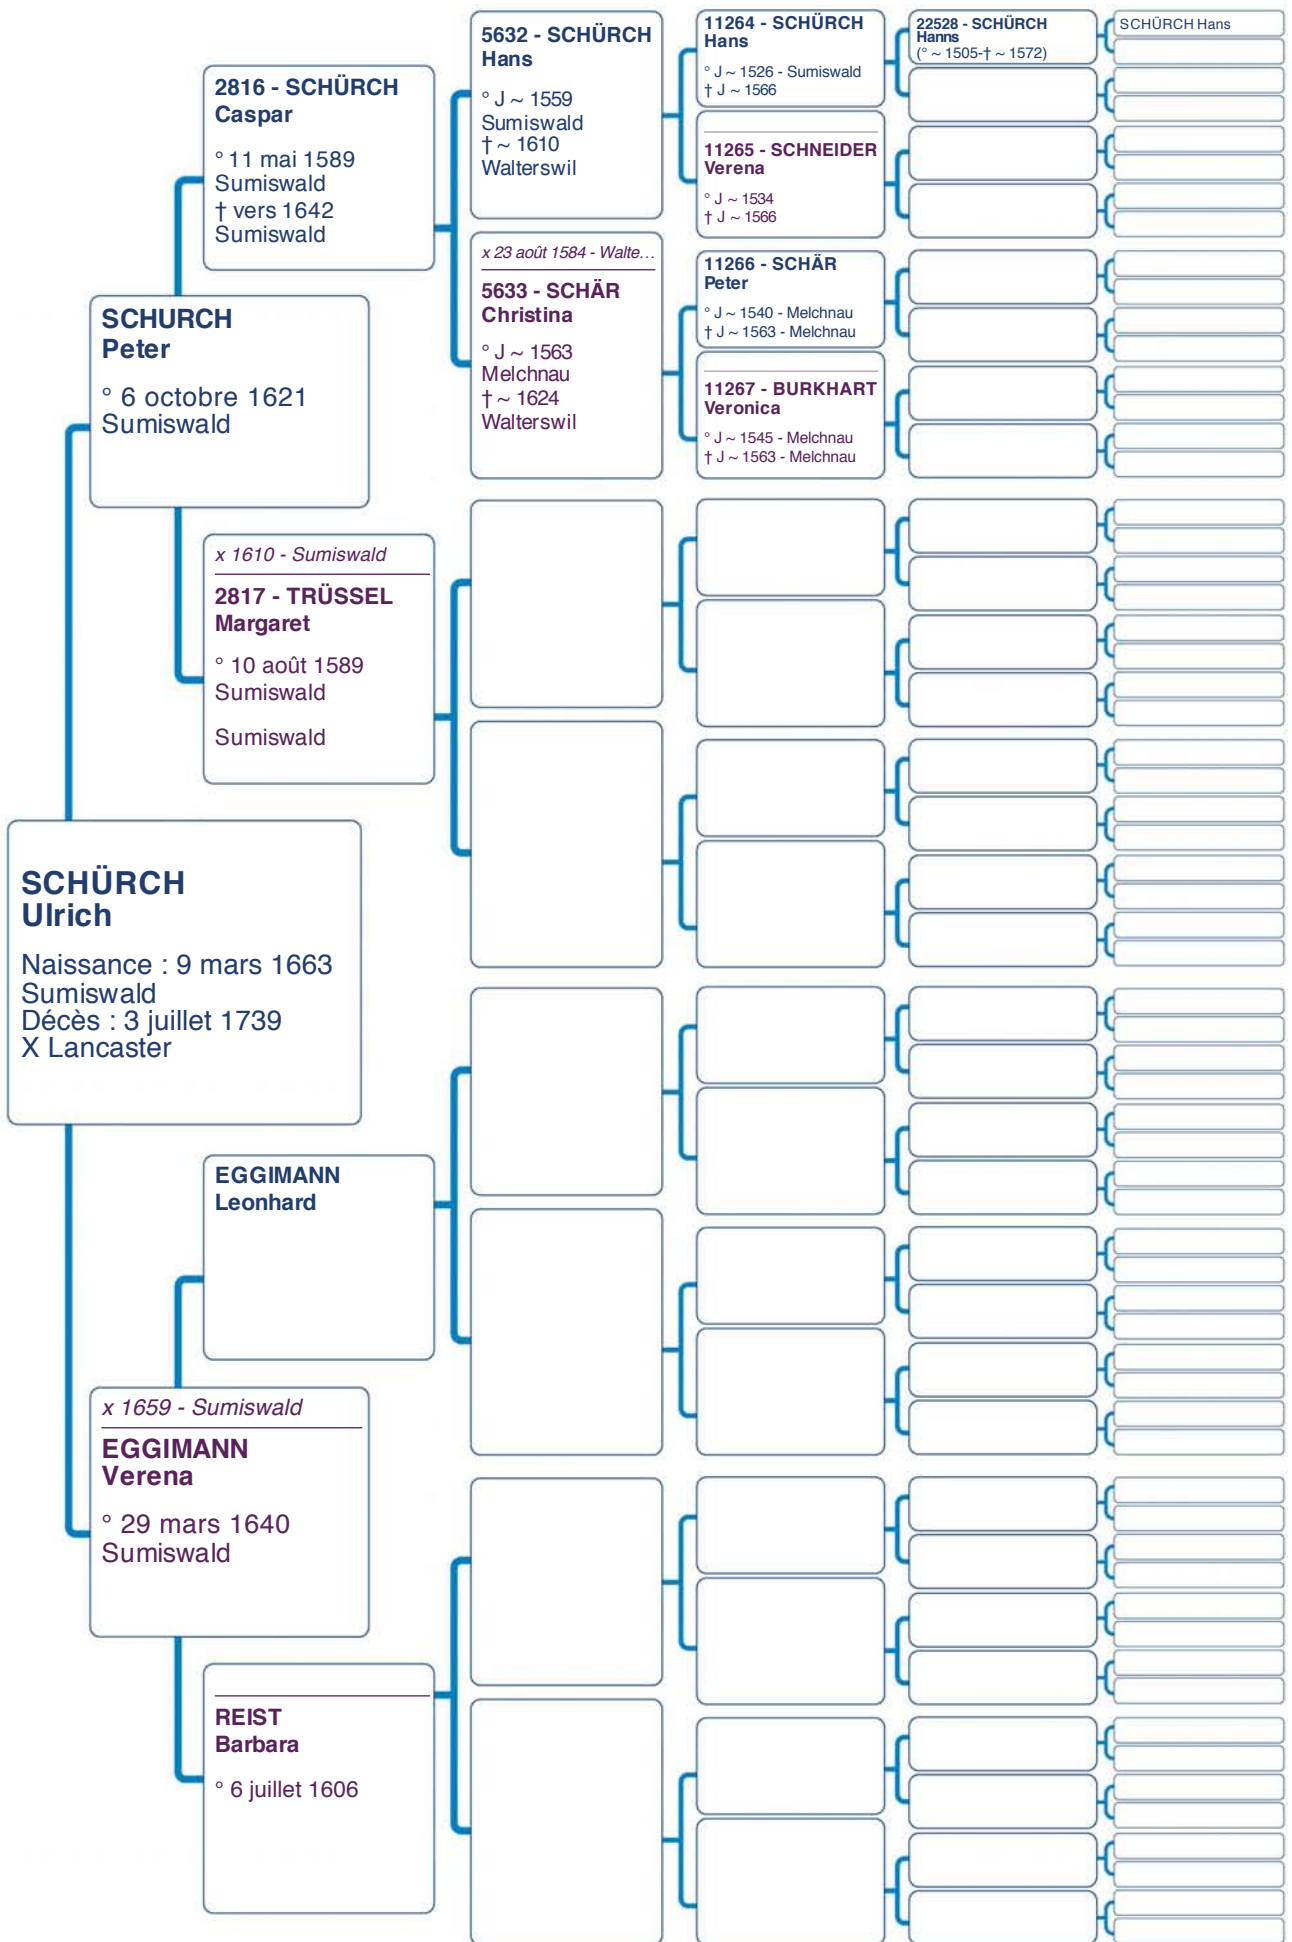 SCHÜRCH
Ulrich
Naissance : 9 mars 1663
Sumiswald
Décès : 3 juillet 1739
X Lancaster
SCHURCH
Peter
° 6 octobre 1621
Sumiswald
x 1659 - Sumiswald
EGGIMANN
Verena
° 29 mars 1640
Sumiswald
2816 - SCHÜRCH
Caspar
° 11 mai 1589
Sumiswald
† vers 1642
Sumiswald
x 1610 - Sumiswald
2817 - TRÜSSEL
Margaret
° 10 août 1589
Sumiswald
Sumiswald
EGGIMANN
Leonhard
REIST
Barbara
° 6 juillet 1606
5632 - SCHÜRCH
Hans
° J ~ 1559
Sumiswald
† ~ 1610
Walterswil
x 23 août 1584 - Walte...
5633 - SCHÄR
Christina
° J ~ 1563
Melchnau
† ~ 1624
Walterswil
11264 - SCHÜRCH
Hans
° J ~ 1526 - Sumiswald
† J ~ 1566
11265 - SCHNEIDER
Verena
° J ~ 1534
† J ~ 1566
11266 - SCHÄR
Peter
° J ~ 1540 - Melchnau
† J ~ 1563 - Melchnau
11267 - BURKHART
Veronica
° J ~ 1545 - Melchnau
† J ~ 1563 - Melchnau
22528 - SCHÜRCH
Hanns
(° ~ 1505-† ~ 1572)
SCHÜRCH Hans